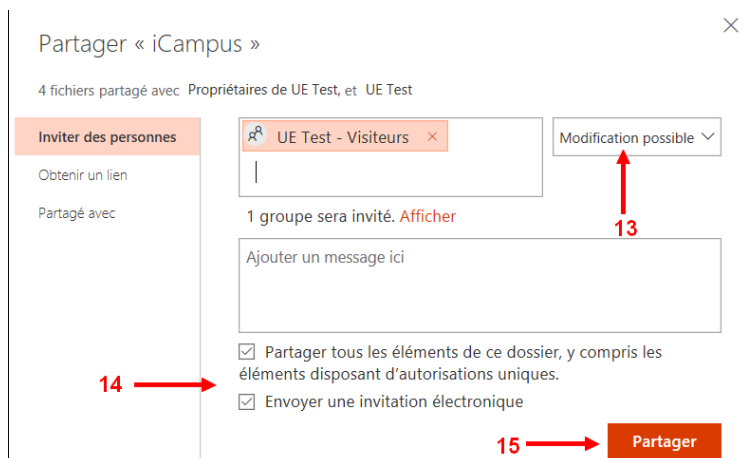 Partager « iCampus »
4 fichiers partagé avec Propriétaires de UE Test, et UE Test
Inviter des personnes
Obtenir un lien
Partagé avec
UE Test - Visiteurs ×
Modification possible
13
1 groupe sera invité. Afficher
Ajouter un message ici
Partager tous les éléments de ce dossier, y compris les
éléments disposant d'autorisations uniques.
14
Envoyer une invitation électronique
15
Partager